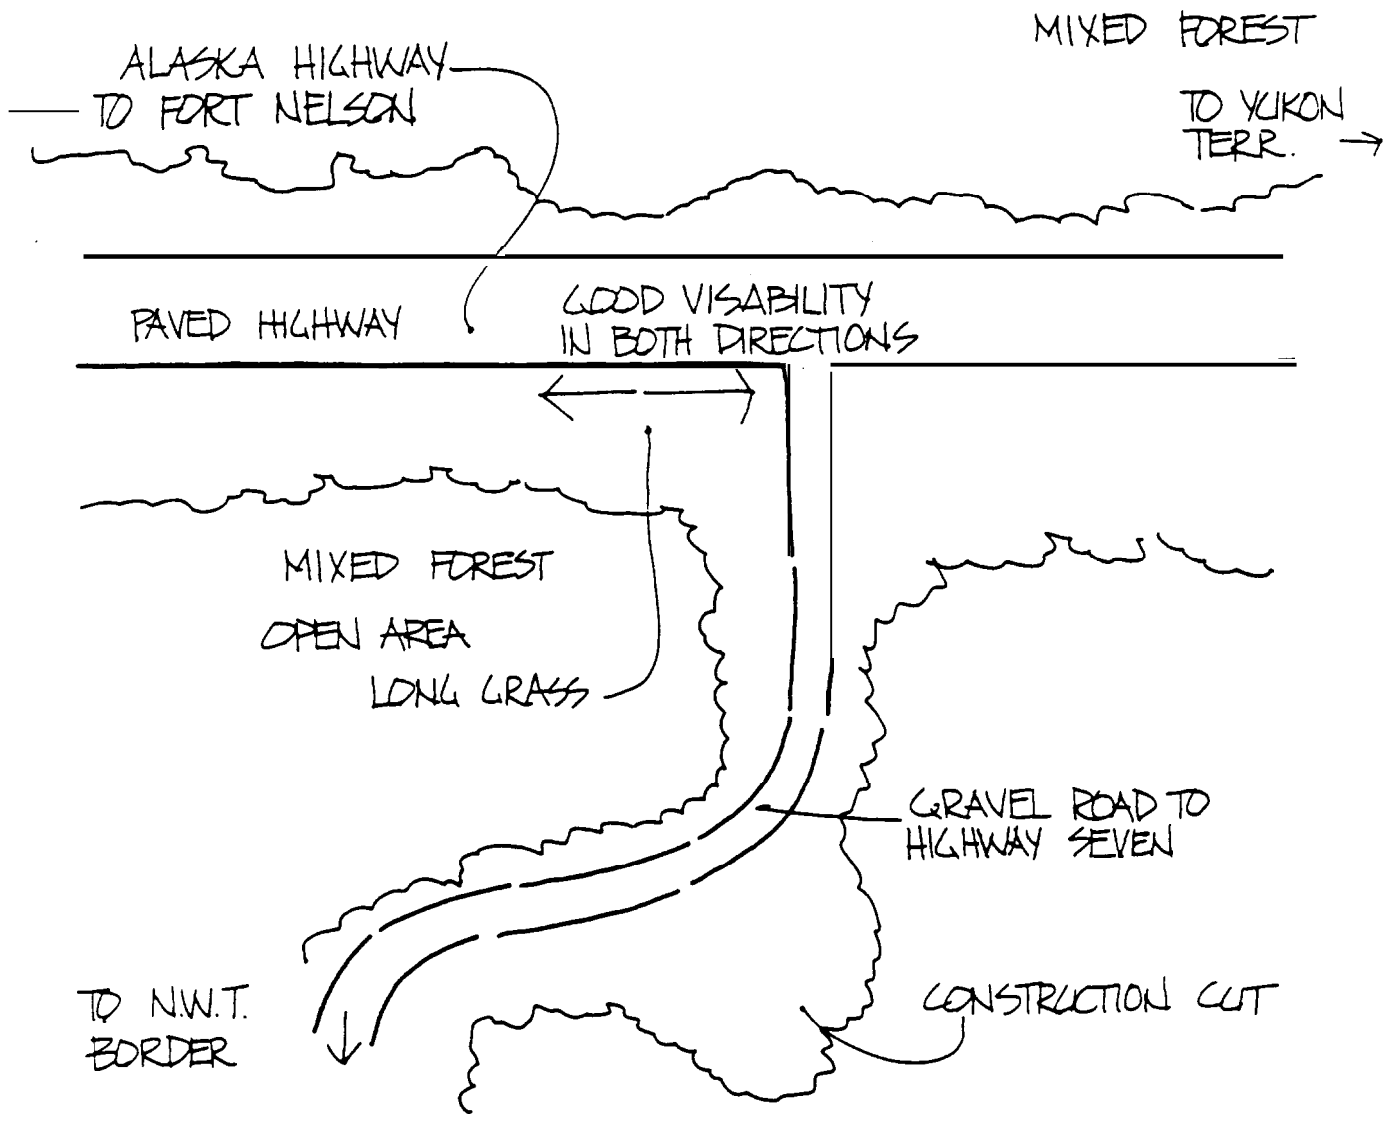 MIXED FOREST
ALASKA HIGHWAY
TO FORT NELSON
TO YUKON
TERR.
PAVED HIGHWAY
GOOD VISABILITY
IN BOTH DIRECTIONS
MIXED FOREST
OPEN AREA
LONG GRASS
GRAVEL ROAD TO
HIGHWAY SEVEN
TO N.W.T.
BORDER
CONSTRUCTION CUT